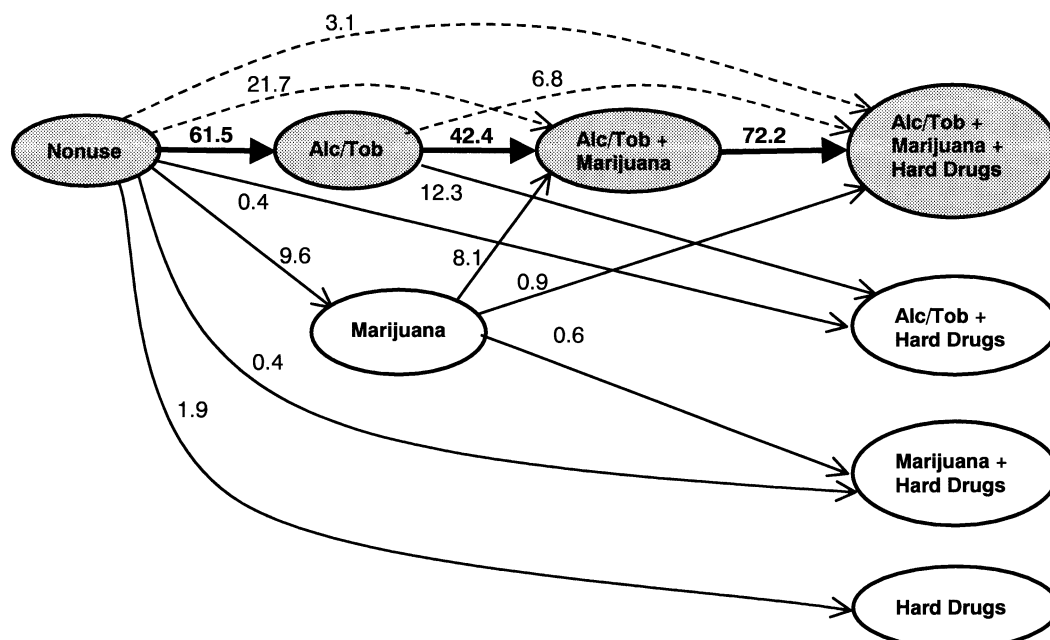 3.1
21.7
6.8
61.5
42.4
72.2
Nonuse
Alc/Tob
Alc/Tob +
Marijuana
Alc/Tob +
Marijuana +
Hard Drugs
0.4
12.3
9.6
8.1
0.9
Marijuana
Alc/Tob +
Hard Drugs
0.6
0.4
1.9
Marijuana +
Hard Drugs
Hard Drugs